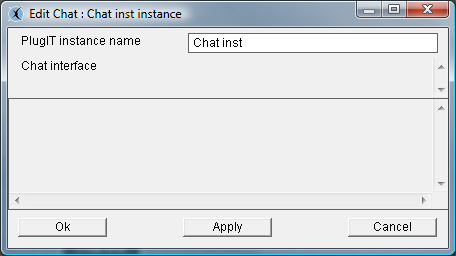 Edit Chat : Chat inst instance
PlugIT instance name Chat inst
Chat interface
Ok Apply Cancel